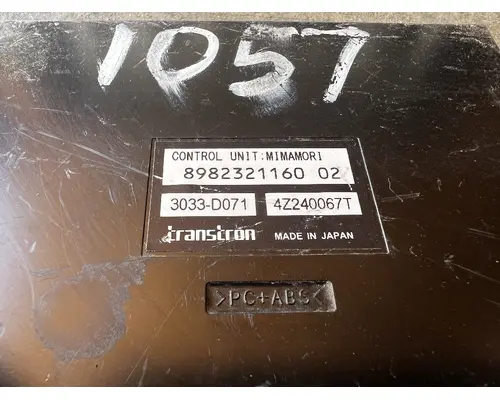 1057
CONTROL UNIT:MIMAMORI
8982321160 02
3033-D071 4Z240067T
transtron MADE IN JAPAN
>PC+ABS<